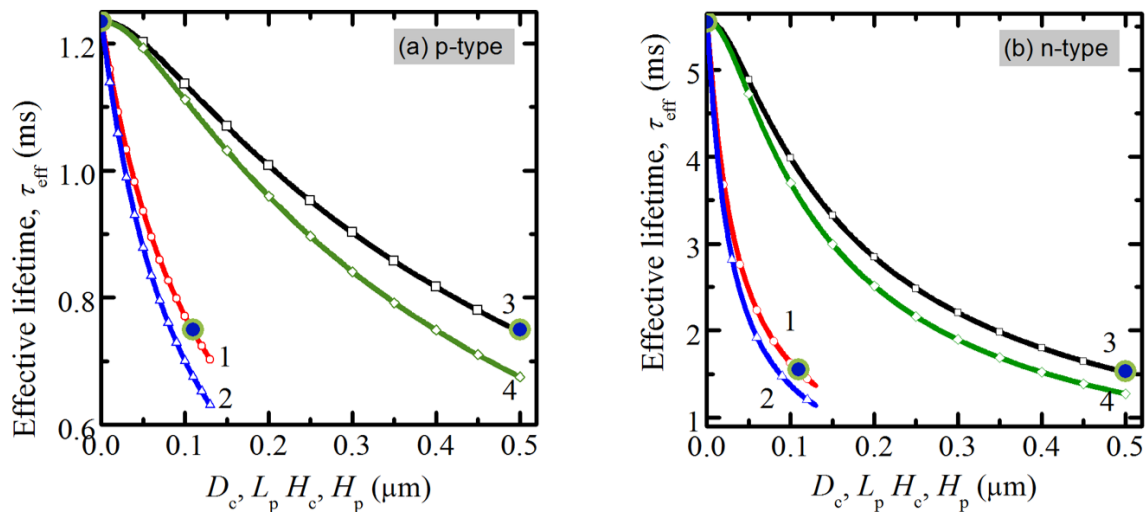 (a) p-type
Effective lifetime, τeff (ms)
1.2
1.0
0.8
0.6
1
2
3
4
0.0 0.1 0.2 0.3 0.4 0.5
Dc, Lp Hc, Hp (μm)
(b) n-type
Effective lifetime, τeff (ms)
5
4
3
2
1
1
2
3
4
0.0 0.1 0.2 0.3 0.4 0.5
Dc, Lp Hc, Hp (μm)